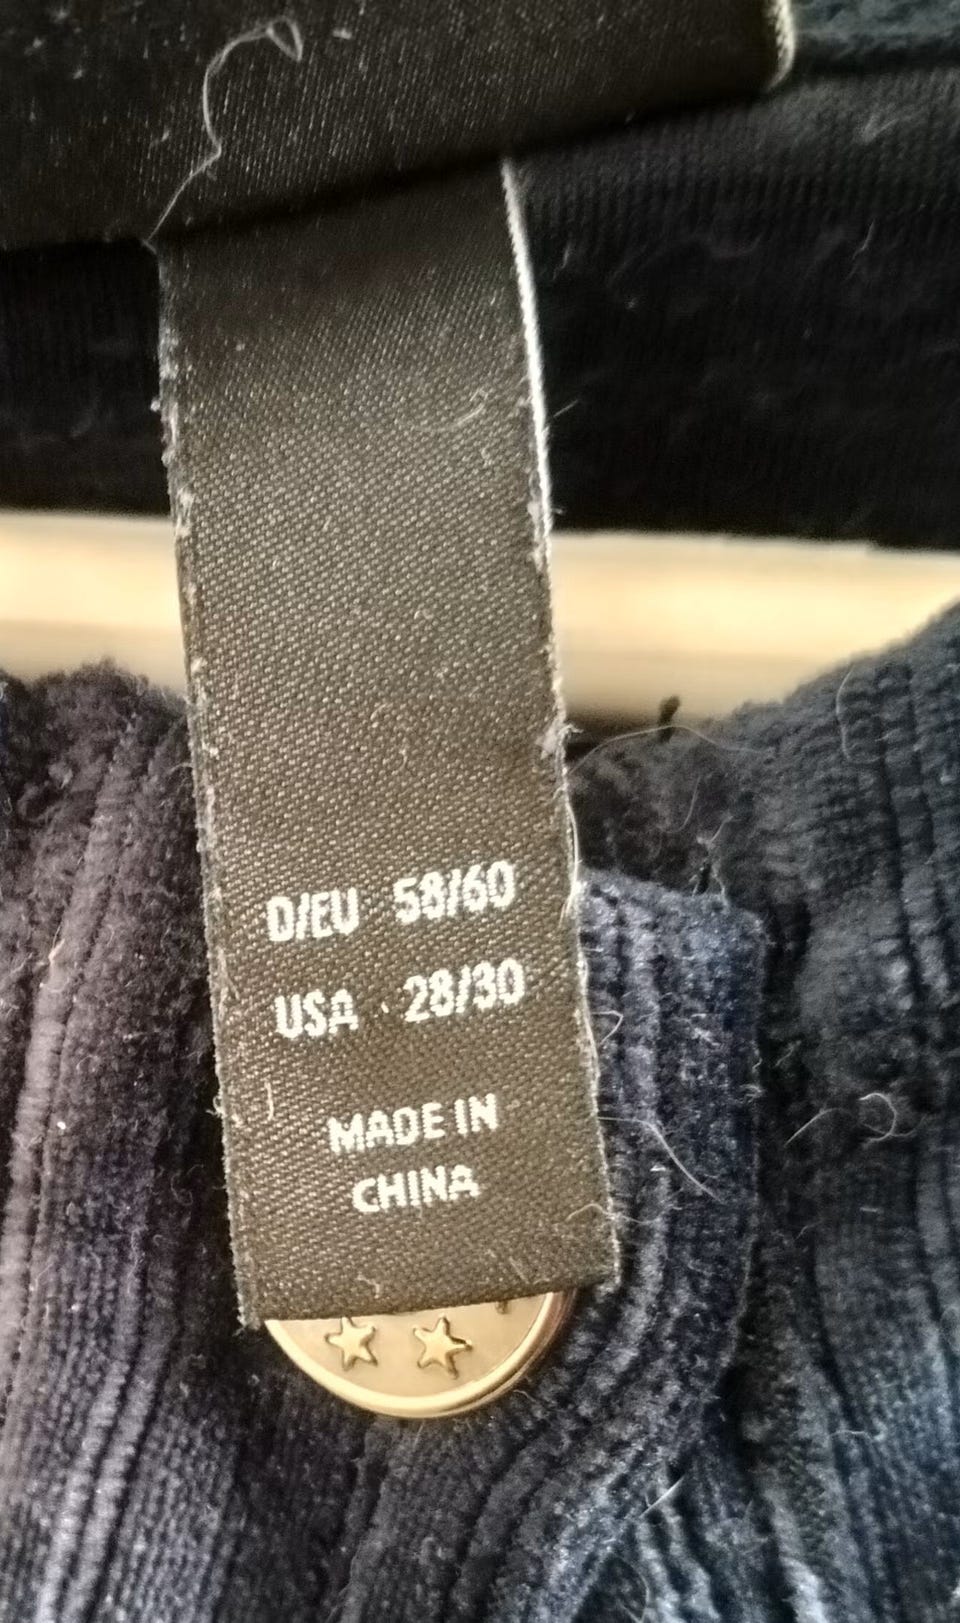 D/EU 58/60
USA 28/30
MADE IN
CHINA